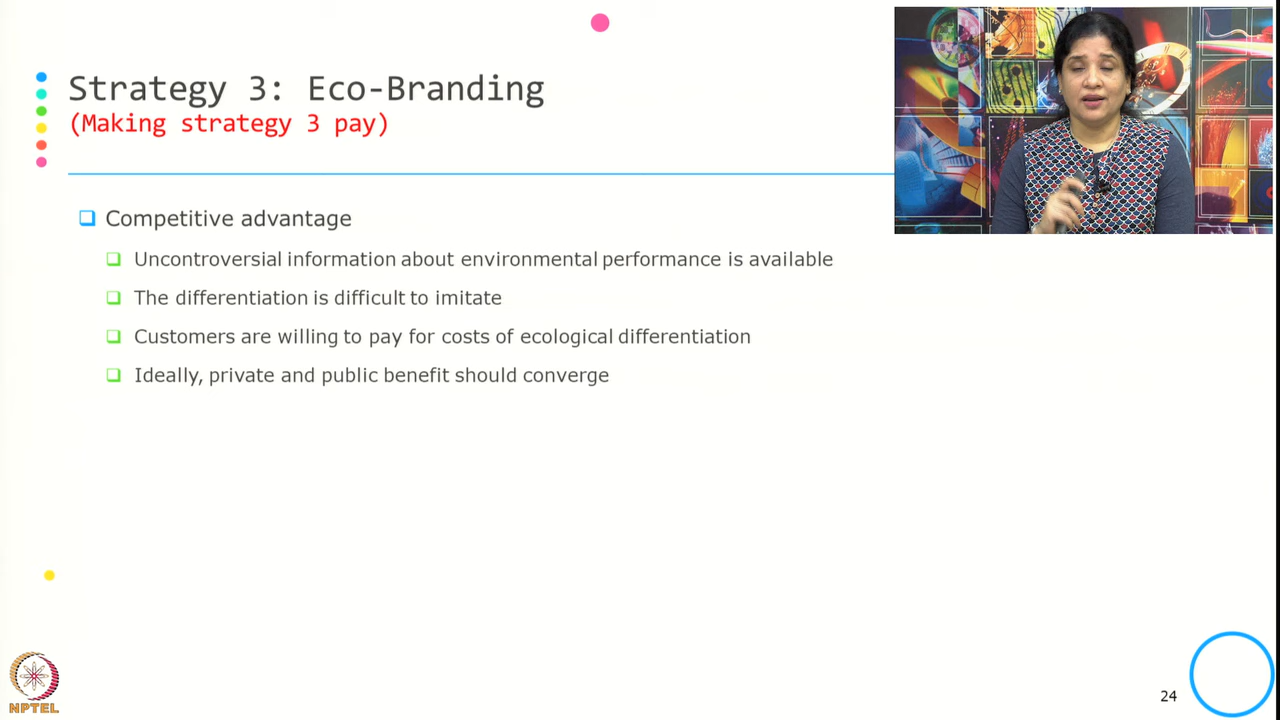 Strategy 3: Eco-Branding
(Making strategy 3 pay)
Competitive advantage
Uncontroversial information about environmental performance is available
The differentiation is difficult to imitate
Customers are willing to pay for costs of ecological differentiation
Ideally, private and public benefit should converge
NPTEL
24